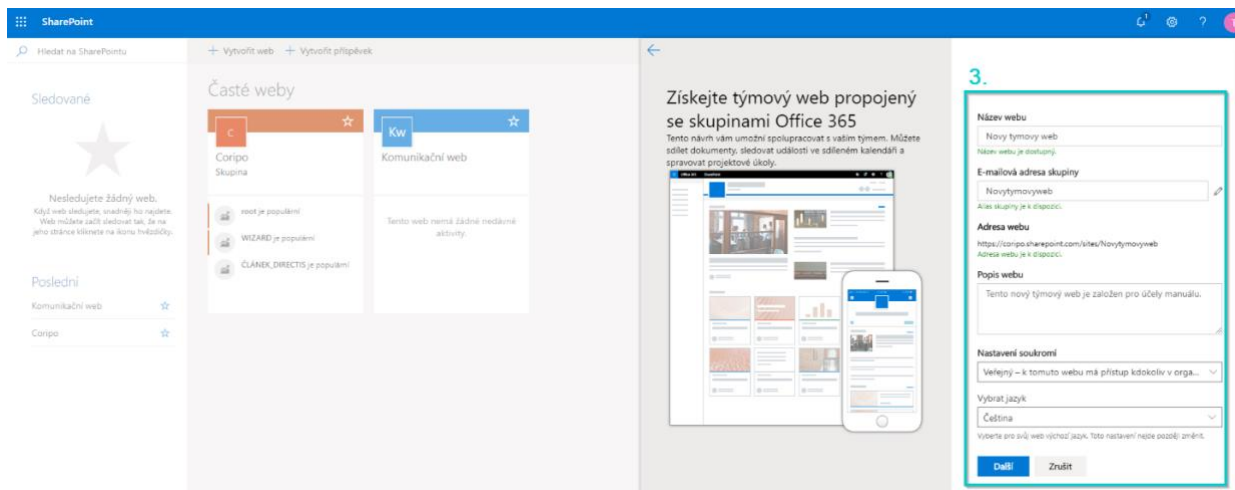 SharePoint
1
?
Hledat na SharePointu
+ Vytvořit web + Vytvořit příspěvek
Sledované
Nesledujete žádný web.
Když web sledujete, snadněji ho najdete.
Web můžete začít sledovat tak, že na
jeho stránce kliknete na ikonu hvězdičky.
Poslední
Komunikační web
Coripo
Časté weby
C
Coripo
Skupina
root je populární
WIZARD je populární
ČLÁNEK_DIRECTIS je populární
Kw
Komunikační web
Tento web nemá žádné nedávné
aktivity.
Získejte týmový web propojený
se skupinami Office 365
Tento návrh vám umožní spolupracovat s vaším týmem. Můžete
sdílet dokumenty, sledovat události ve sdíleném kalendáři a
spravovat projektové úkoly.
Office 365 SharePoint
3.
Název webu
Novy tymovy web
Název webu je dostupný.
E-mailová adresa skupiny
Novytymovyweb
Alias skupiny je k dispozici.
Adresa webu
https://coripo.sharepoint.com/sites/Novytymovyweb
Adresa webu je k dispozici.
Popis webu
Tento nový týmový web je založen pro účely manuálu.
Nastavení soukromí
Veřejný – k tomuto webu má přístup kdokoliv v orga...
Vybrat jazyk
Čeština
Vyberte pro svůj web výchozí jazyk. Toto nastavení nejde později změnit.
Další Zrušit